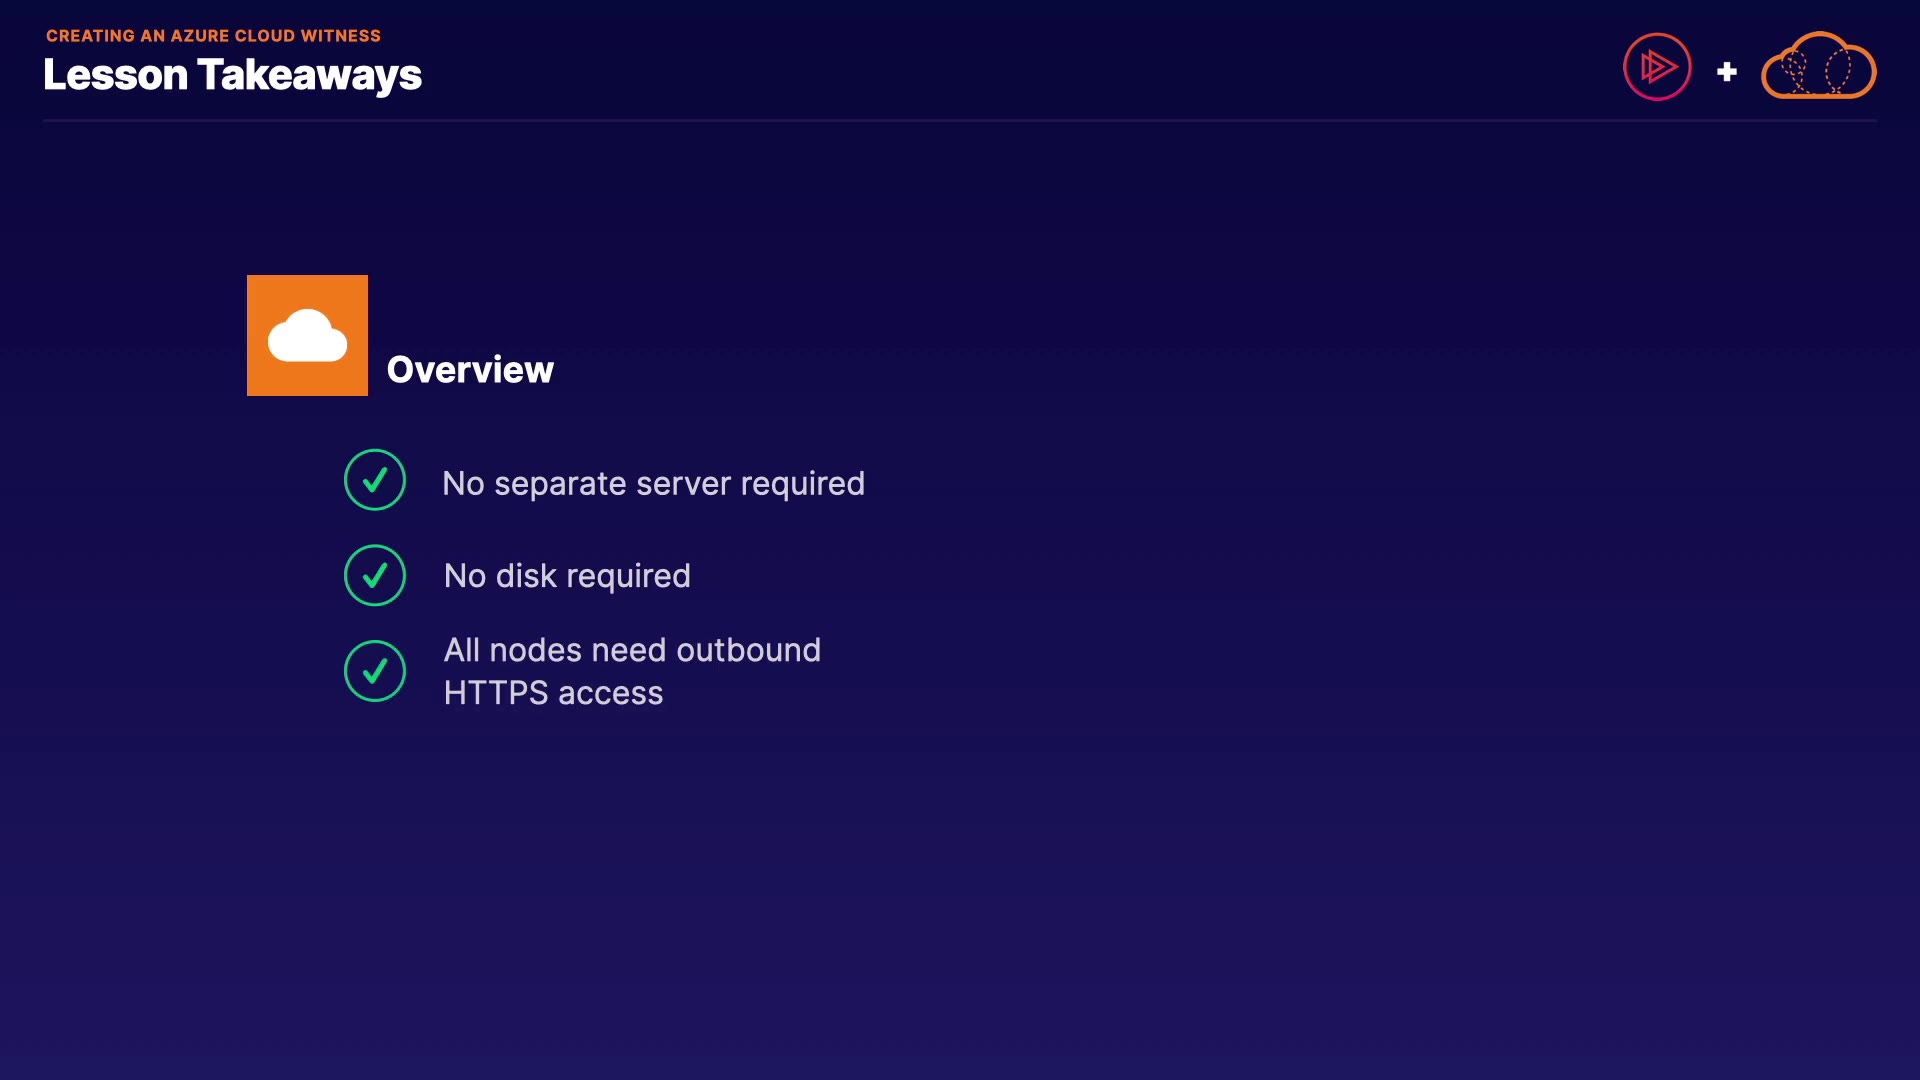 CREATING AN AZURE CLOUD WITNESS
Lesson Takeaways
Overview
No separate server required
No disk required
All nodes need outbound
HTTPS access